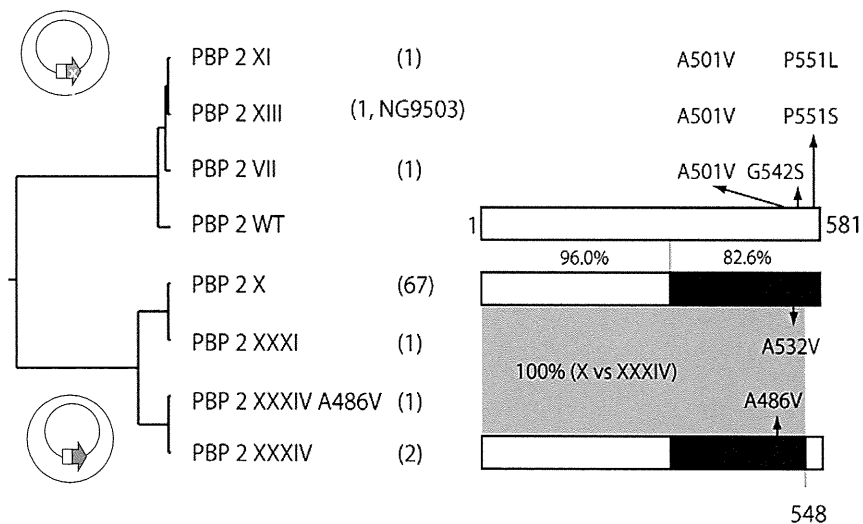 PBP 2 XI (1) A501V P551L
PBP 2 XIII (1, NG9503) A501V P551S
PBP 2 VII (1) A501V G542S
PBP 2 WT 1 581
96.0% 82.6%
PBP 2 X (67)
PBP 2 XXXI (1) A532V
100% (X vs XXXIV)
PBP 2 XXXIV A486V (1) A486V
PBP 2 XXXIV (2)
548